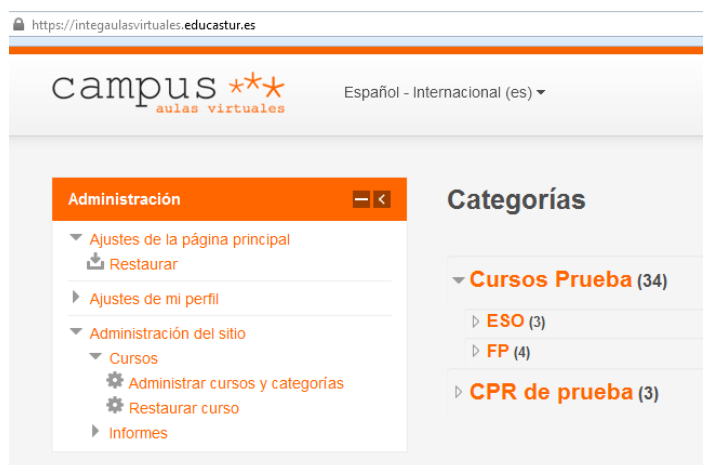 https://integaulasvirtuales.educastur.es
campus ***
aulas virtuales
Español - Internacional (es)
Administración
Ajustes de la página principal
Restaurar
Ajustes de mi perfil
Administración del sitio
Cursos
Administrar cursos y categorías
Restaurar curso
Informes
Categorías
Cursos Prueba (34)
ESO (3)
FP (4)
CPR de prueba (3)